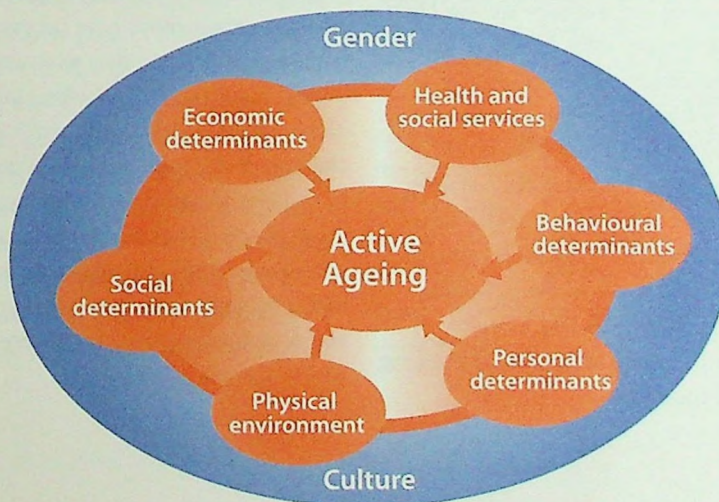 Gender
Economic
determinants
Health and
social services
Behavioural
determinants
Active
Ageing
Social
determinants
Personal
determinants
Physical
environment
Culture